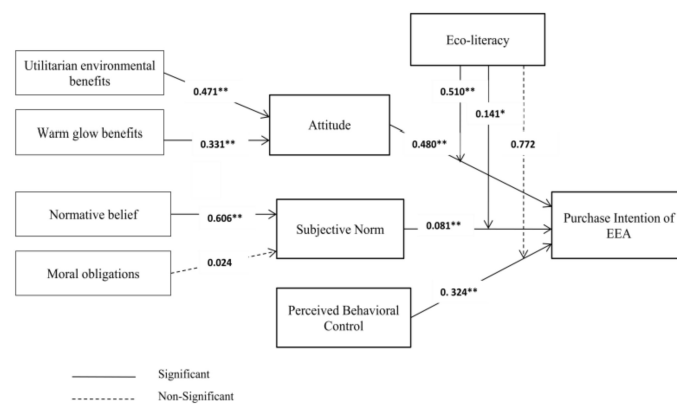 Eco-literacy
Utilitarian environmental
benefits
0.471**
0.510**
0.141*
Warm glow benefits
0.331**
Attitude
0.480**
0.772
Normative belief
0.606**
Subjective Norm
0.081**
Purchase Intention of
EEA
Moral obligations
0.024
Perceived Behavioral
Control
0. 324**
Significant
Non-Significant